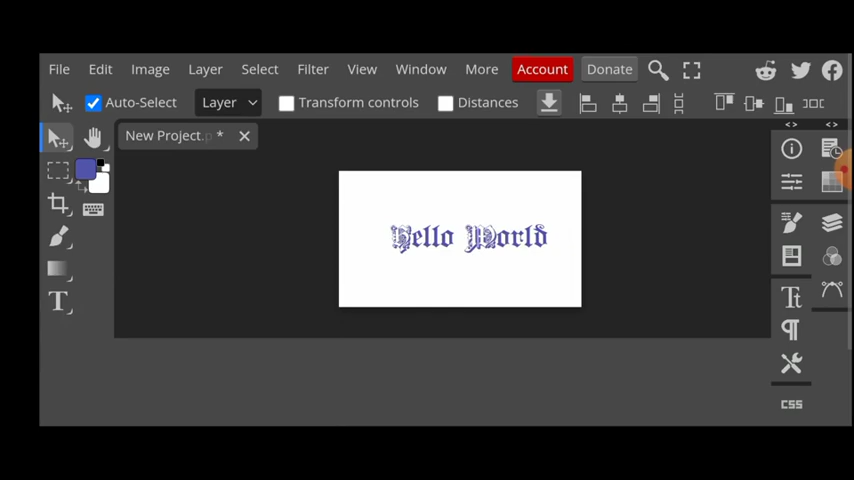 File Edit Image Layer Select Filter View Window More Account Donate
Auto-Select Layer Transform controls Distances
New Project.p *
Hello World
T
Tt
CSS